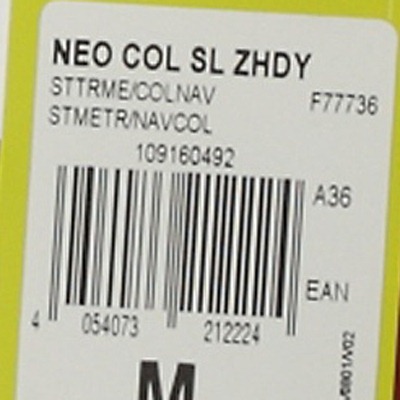 NEO COL SL ZHDY
STTRME/COLNAV F77736
STMETR/NAVCOL
109160492
A36
EAN
4 054073 212224
M